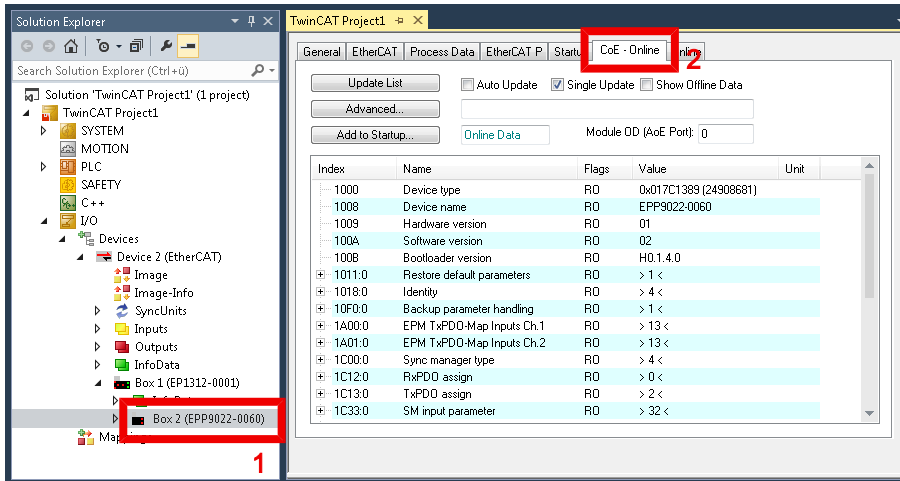 Solution Explorer
Search Solution Explorer (Ctrl+ü)
Solution 'TwinCAT Project1' (1 project)
TwinCAT Project1
SYSTEM
MOTION
PLC
SAFETY
C++
I/O
Devices
Device 2 (EtherCAT)
Image
Image-Info
SyncUnits
Inputs
Outputs
InfoData
Box 1 (EP1312-0001)
Box 2 (EPP9022-0060)
1
TwinCAT Project1
General EtherCAT Process Data EtherCAT P Startu CoE - Online nline
2
Update List Auto Update Single Update Show Offline Data
Advanced...
Add to Startup... Online Data Module OD (AoE Port): 0
Index Name Flags Value Unit
1000 Device type RO 0x017C1389 (24908681)
1008 Device name RO EPP9022-0060
1009 Hardware version RO 01
100A Software version RO 02
100B Bootloader version RO H0.1.4.0
1011:0 Restore default parameters RO > 1 <
1018:0 Identity RO > 4 <
10F0:0 Backup parameter handling RO > 1 <
1A00:0 EPM TxPDO-Map Inputs Ch.1 RO > 13 <
1A01:0 EPM TxPDO-Map Inputs Ch.2 RO > 13 <
1C00:0 Sync manager type RO > 4 <
1C12:0 RxPDO assign RO > 0 <
1C13:0 TxPDO assign RO > 2 <
1C33:0 SM input parameter RO > 32 <